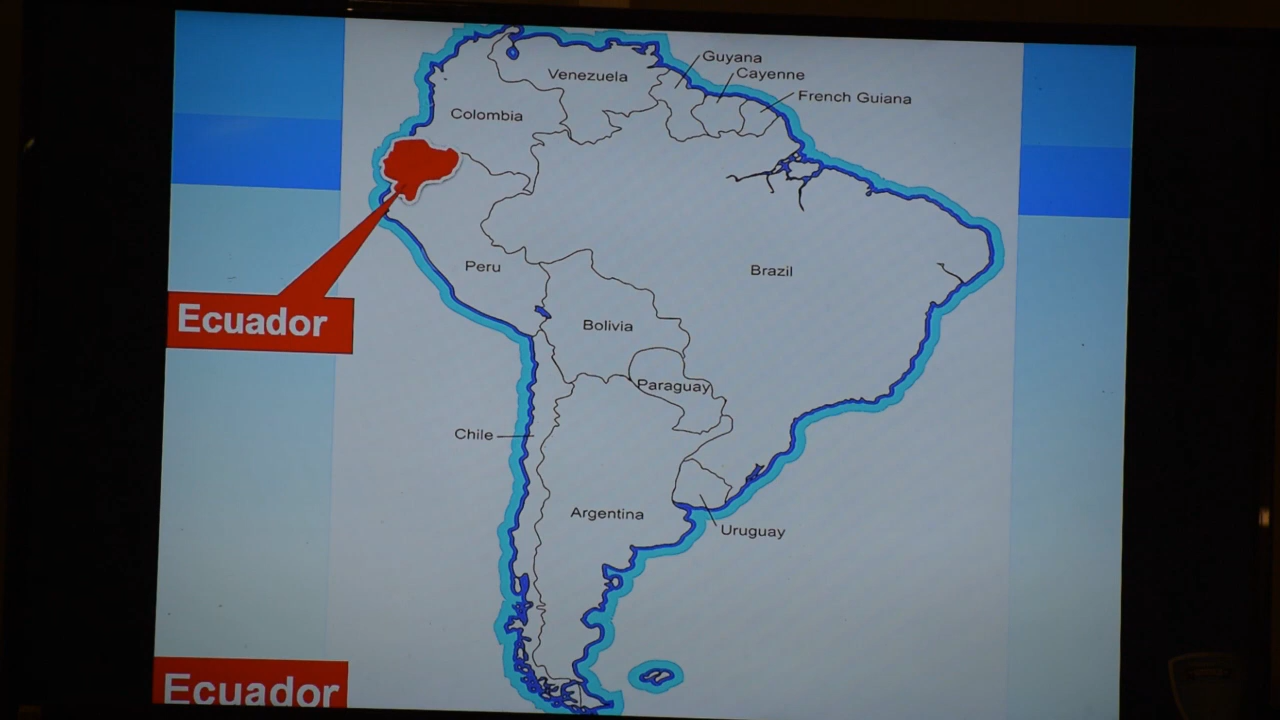 Guyana
Venezuela
Cayenne
French Guiana
Colombia
Peru
Brazil
Ecuador
Bolivia
Paraguay
Chile
Argentina
Uruguay
Ecuador